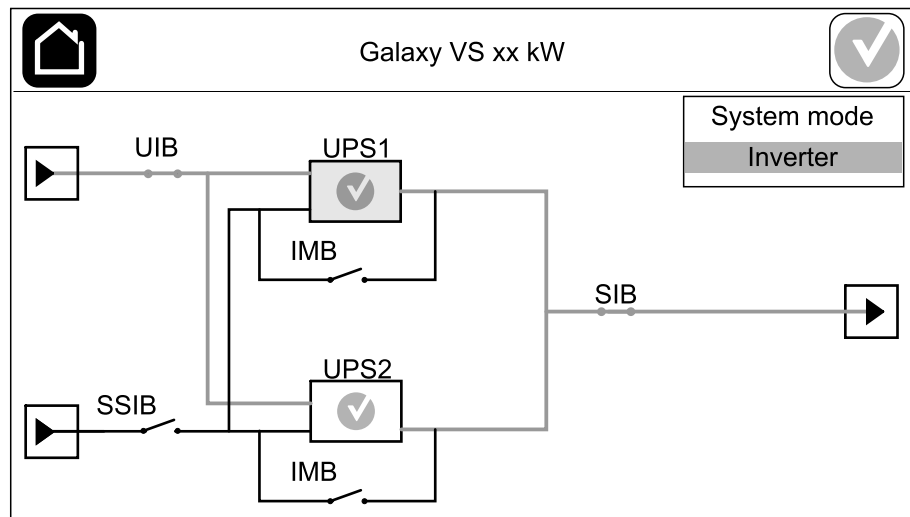 Galaxy VS xx kW
System mode
Inverter
UIB
UPS1
IMB
SIB
UPS2
SSIB
IMB